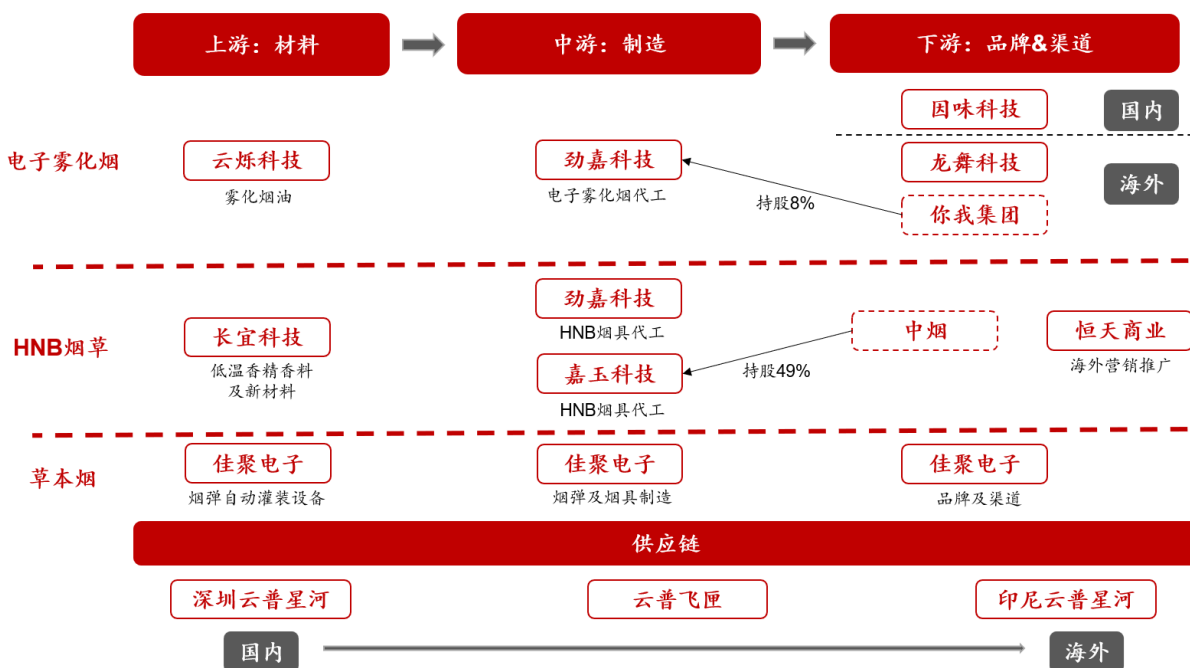 上游：材料
中游：制造
下游：品牌&渠道
因味科技
国内
电子雾化烟
云烁科技
雾化烟油
劲嘉科技
电子雾化烟代工
持股8%
龙舞科技
海外
你我集团
HNB烟草
长宜科技
低温香精香料
及新材料
劲嘉科技
HNB烟具代工
嘉玉科技
HNB烟具代工
持股49%
中烟
恒天商业
海外营销推广
草本烟
佳聚电子
烟弹自动灌装设备
佳聚电子
烟弹及烟具制造
佳聚电子
品牌及渠道
供应链
深圳云普星河
云普飞匣
印尼云普星河
国内
海外